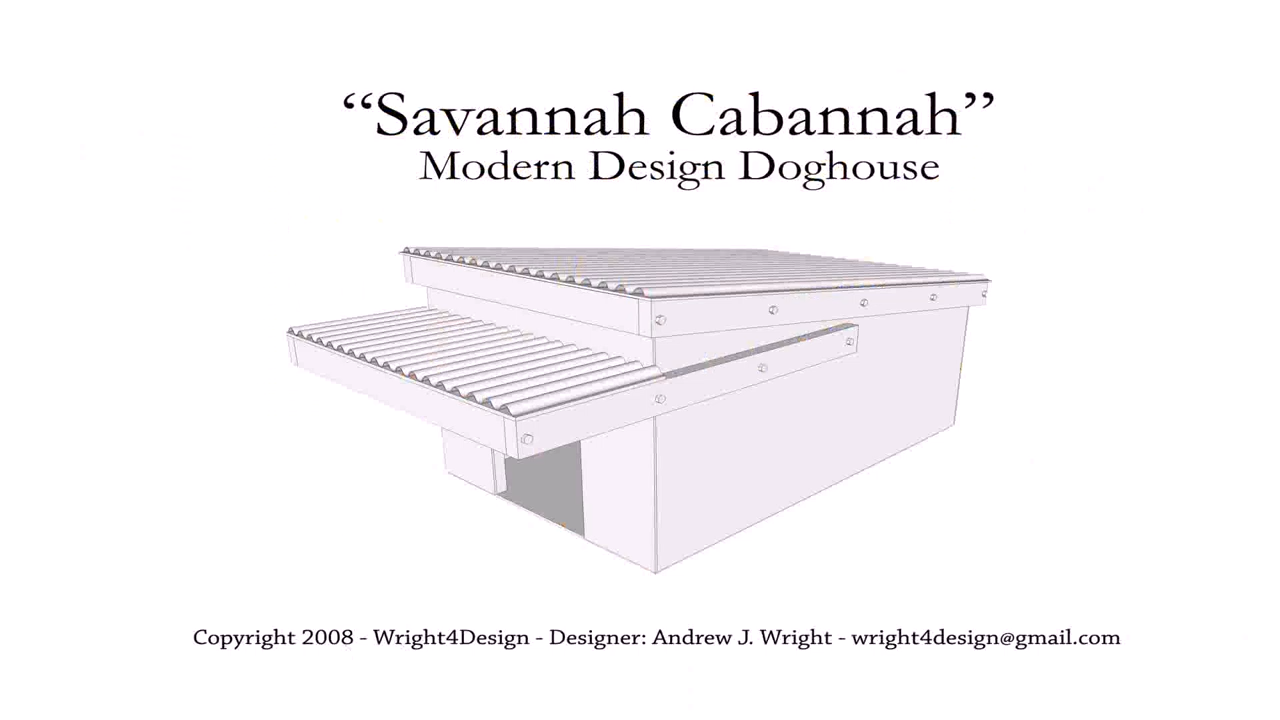 “Savannah Cabannah”
Modern Design Doghouse
Copyright 2008 - Wright4Design - Designer: Andrew J. Wright - wright4design@gmail.com